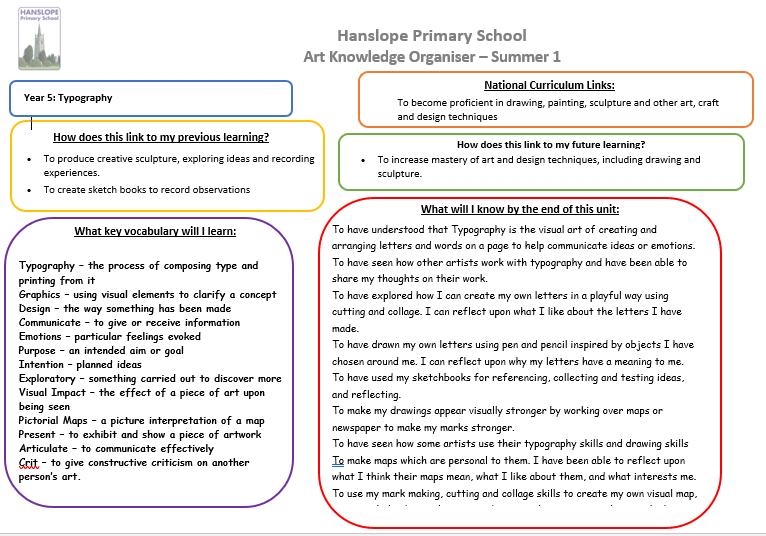 HANSLOPE
Primary School
Hanslope Primary School
Art Knowledge Organiser – Summer 1
Year 5: Typography
National Curriculum Links:
To become proficient in drawing, painting, sculpture and other art, craft
and design techniques
How does this link to my previous learning?
• To produce creative sculpture, exploring ideas and recording
experiences.
• To create sketch books to record observations
How does this link to my future learning?
• To increase mastery of art and design techniques, including drawing and
sculpture.
What key vocabulary will I learn:
Typography – the process of composing type and
printing from it
Graphics – using visual elements to clarify a concept
Design – the way something has been made
Communicate – to give or receive information
Emotions – particular feelings evoked
Purpose – an intended aim or goal
Intention – planned ideas
Exploratory – something carried out to discover more
Visual Impact – the effect of a piece of art upon
being seen
Pictorial Maps – a picture interpretation of a map
Present – to exhibit and show a piece of artwork
Articulate – to communicate effectively
Crit – to give constructive criticism on another
person's art.
What will I know by the end of this unit:
To have understood that Typography is the visual art of creating and
arranging letters and words on a page to help communicate ideas or emotions.
To have seen how other artists work with typography and have been able to
share my thoughts on their work.
To have explored how I can create my own letters in a playful way using
cutting and collage. I can reflect upon what I like about the letters I have
made.
To have drawn my own letters using pen and pencil inspired by objects I have
chosen around me. I can reflect upon why my letters have a meaning to me.
To have used my sketchbooks for referencing, collecting and testing ideas,
and reflecting.
To make my drawings appear visually stronger by working over maps or
newspaper to make my marks stronger.
To have seen how some artists use their typography skills and drawing skills
To make maps which are personal to them. I have been able to reflect upon
what I think their maps mean, what I like about them, and what interests me.
To use my mark making, cutting and collage skills to create my own visual map,